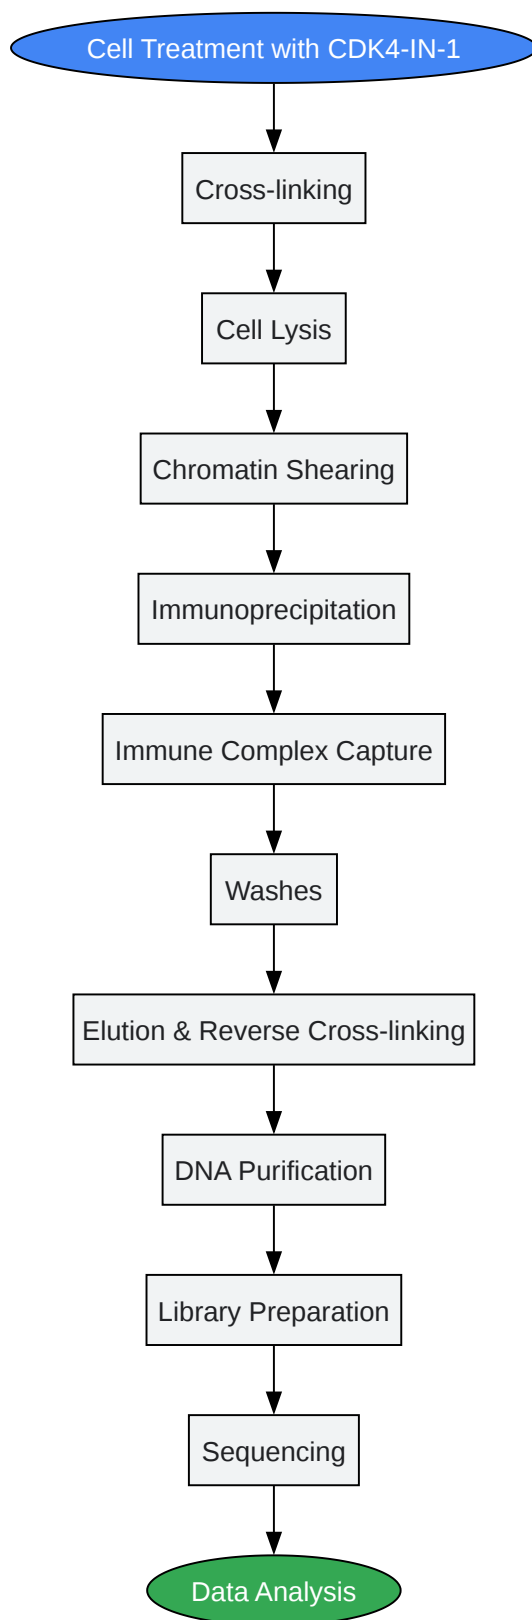 Cell Treatment with CDK4-IN-1
Cross-linking
Cell Lysis
Chromatin Shearing
Immunoprecipitation
Immune Complex Capture
Washes
Elution & Reverse Cross-linking
DNA Purification
Library Preparation
Sequencing
Data Analysis